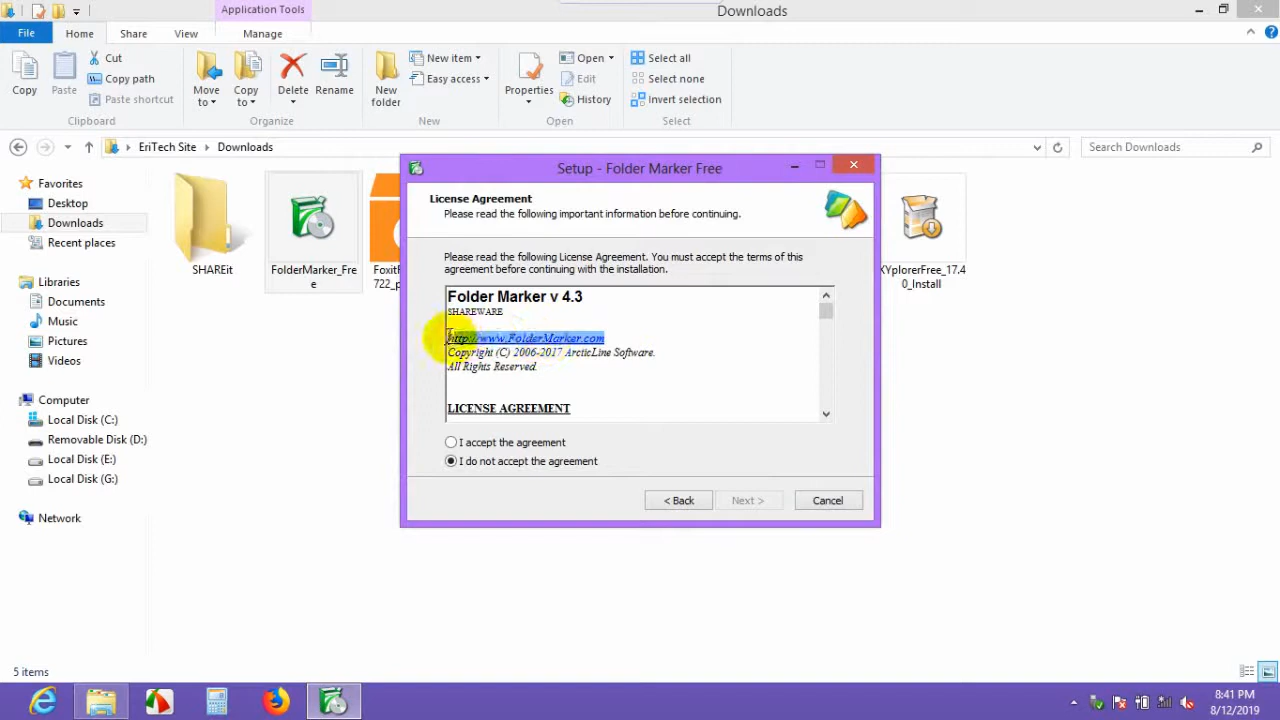 Application Tools
Downloads
File
Home
Share
View
Manage
Copy
Paste
Cut
Copy path
Paste shortcut
Clipboard
Move to
Copy to
Delete
Rename
Organize
New folder
New item
Easy access
New
Properties
Open
Edit
History
Open
Select all
Select none
Invert selection
Select
EriTech Site
Downloads
Search Downloads
Favorites
Desktop
Downloads
Recent places
Libraries
Documents
Music
Pictures
Videos
Computer
Local Disk (C:)
Removable Disk (D:)
Local Disk (E:)
Local Disk (G:)
Network
SHAREit
FolderMarker_Fre
e
FoxitR
722_p
XYplorerFree_17.4
0_Install
Setup - Folder Marker Free
License Agreement
Please read the following important information before continuing.
Please read the following License Agreement. You must accept the terms of this
agreement before continuing with the installation.
Folder Marker v 4.3
SHAREWARE
http://www.FolderMarker.com
Copyright (C) 2006-2017 ArcticLine Software.
All Rights Reserved.
LICENSE AGREEMENT
I accept the agreement
I do not accept the agreement
< Back
Next >
Cancel
5 items
8:41 PM
8/12/2019